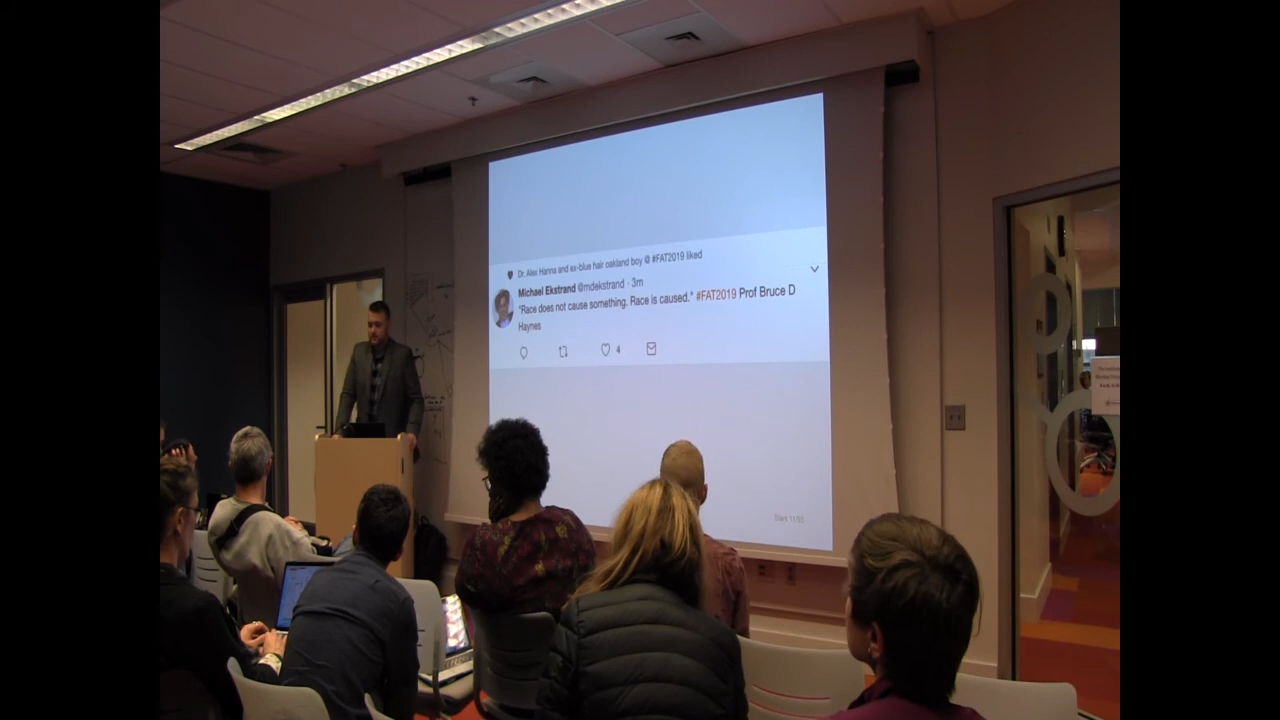 Dr. Alex Hanna and ex-blue hair oakland boy @ #FAT2019 liked
Michael Ekstrand @mdekstrand · 3m
"Race does not cause something. Race is caused." #FAT2019 Prof Bruce D
Haynes
4